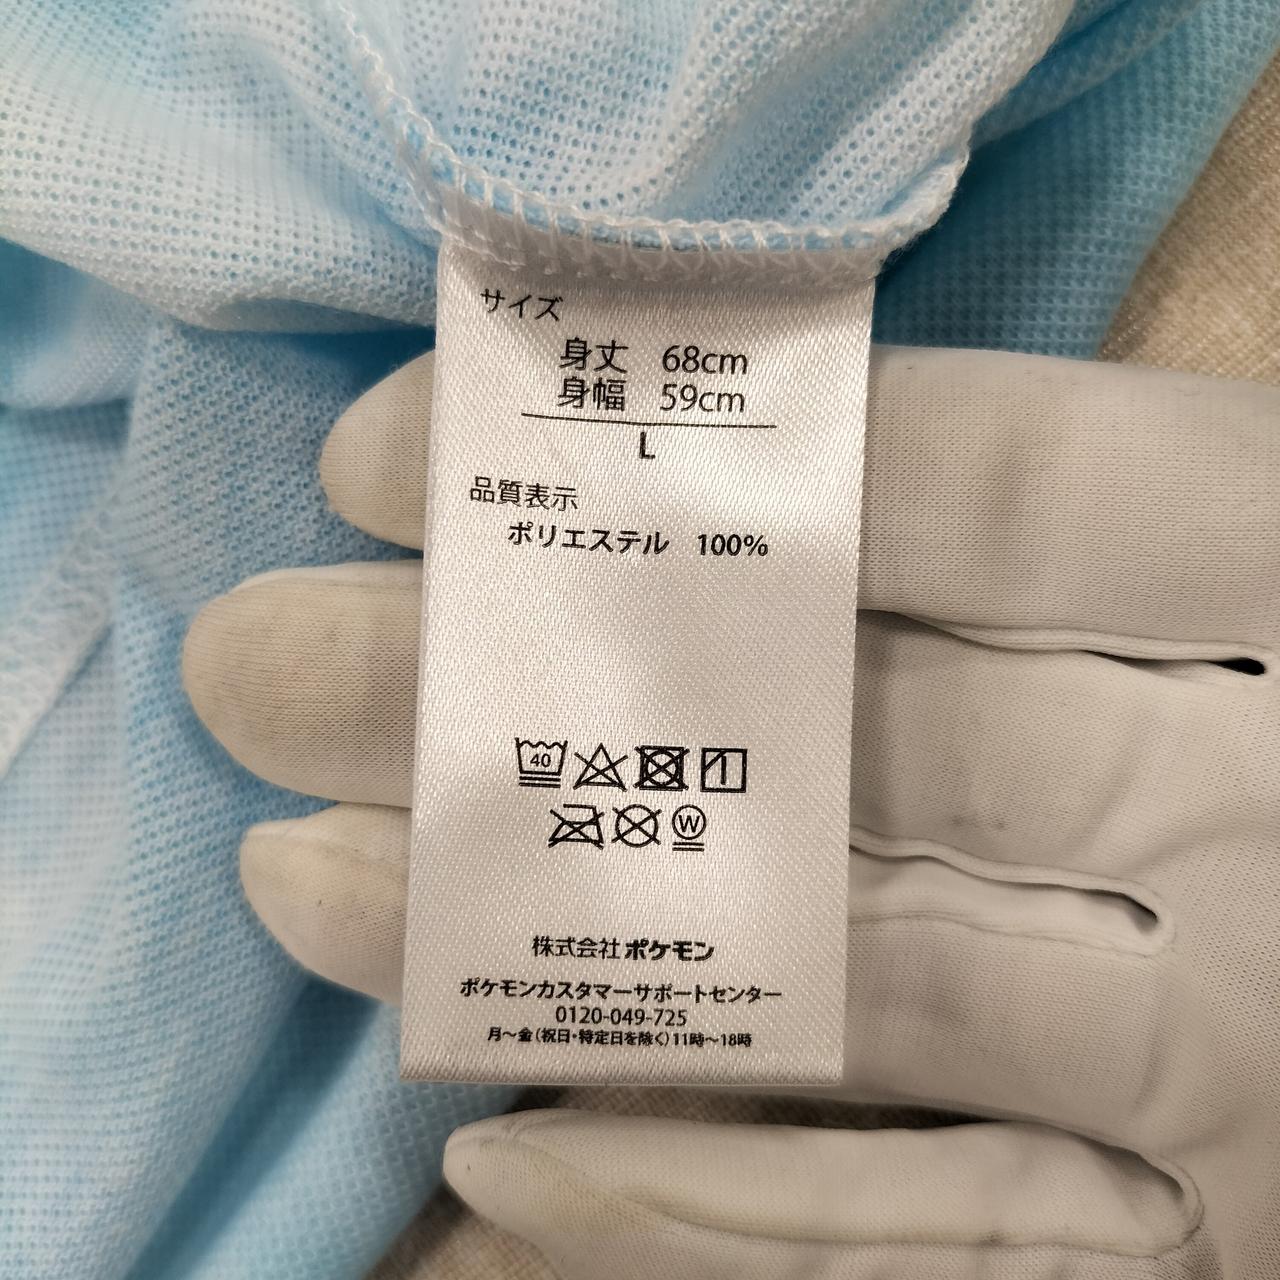 サイズ
身丈 68cm
身幅 59cm
L
品質表示
ポリエステル 100%
40
W
株式会社ポケモン
ポケモンカスタマーサポートセンター
0120-049-725
月～金(祝日・特定日を除く)11時～18時